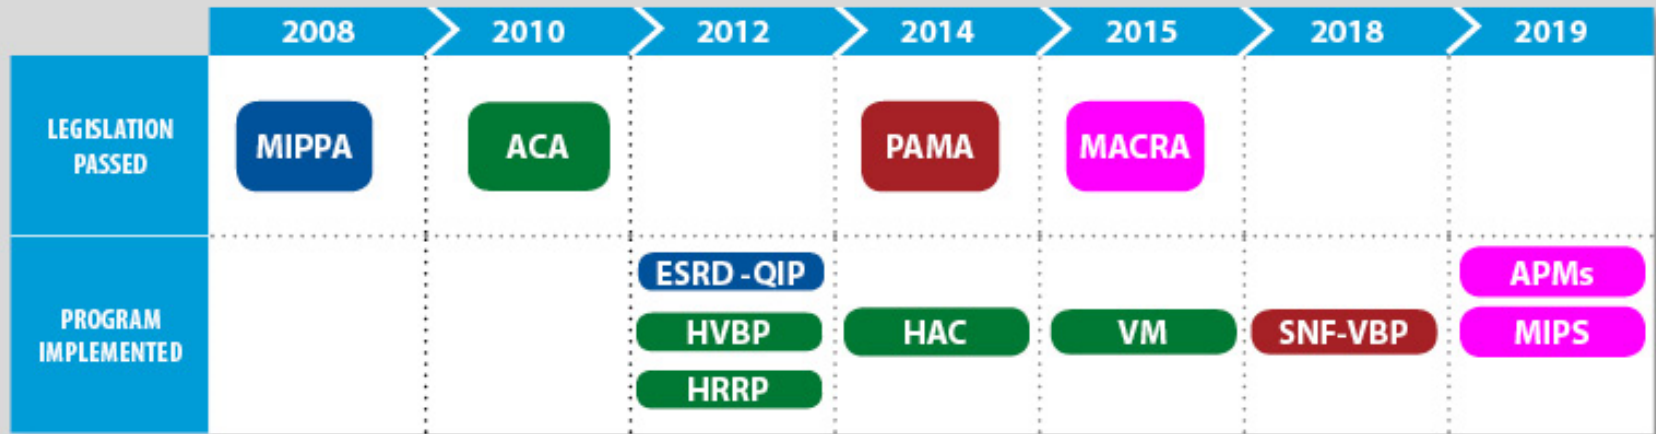 2008 2010 2012 2014 2015 2018 2019
LEGISLATION
PASSED
MIPPA ACA PAMA MACRA
PROGRAM
IMPLEMENTED
ESRD -QIP APMs
HVBP HAC VM SNF-VBP MIPS
HRRP